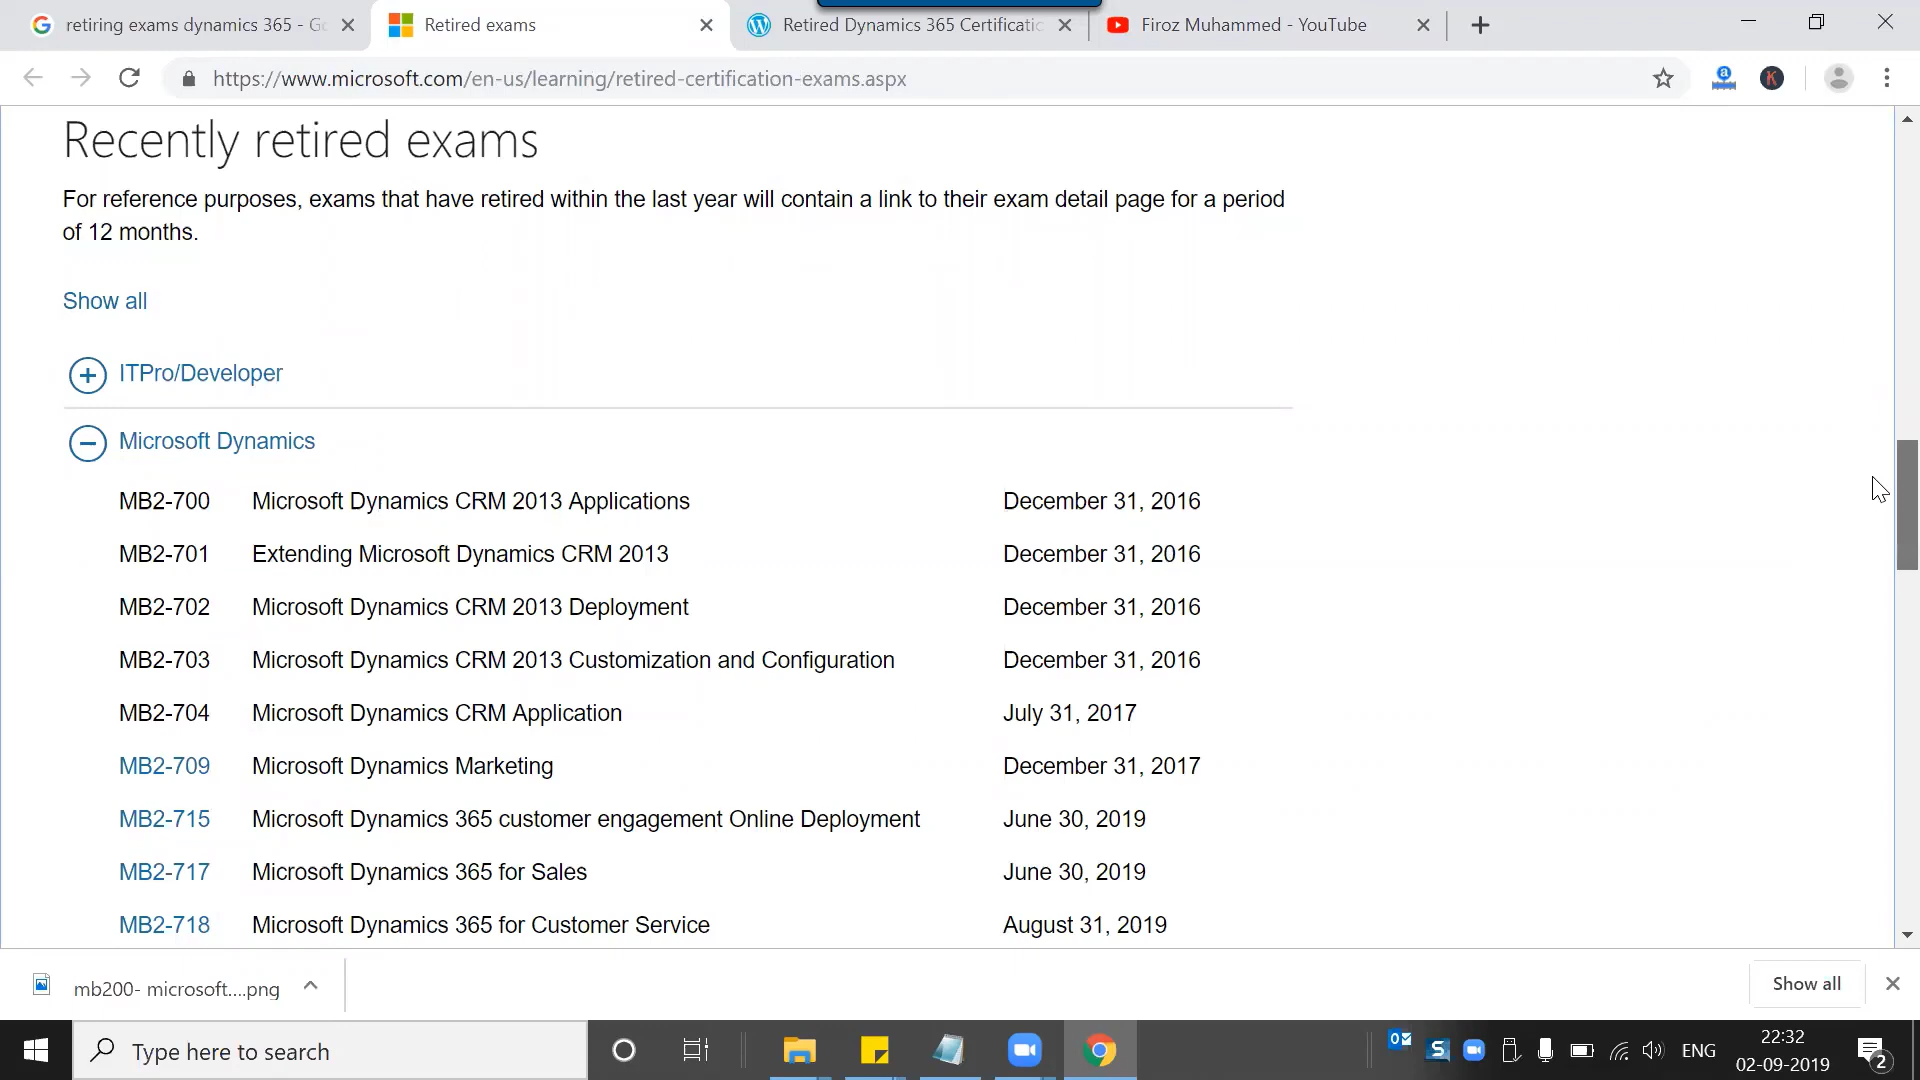 retiring exams dynamics 365 - Go
Retired exams
Retired Dynamics 365 Certificatic
Firoz Muhammed - YouTube
https://www.microsoft.com/en-us/learning/retired-certification-exams.aspx
Recently retired exams
For reference purposes, exams that have retired within the last year will contain a link to their exam detail page for a period
of 12 months.
Show all
ITPro/Developer
Microsoft Dynamics
MB2-700 Microsoft Dynamics CRM 2013 Applications December 31, 2016
MB2-701 Extending Microsoft Dynamics CRM 2013 December 31, 2016
MB2-702 Microsoft Dynamics CRM 2013 Deployment December 31, 2016
MB2-703 Microsoft Dynamics CRM 2013 Customization and Configuration December 31, 2016
MB2-704 Microsoft Dynamics CRM Application July 31, 2017
MB2-709 Microsoft Dynamics Marketing December 31, 2017
MB2-715 Microsoft Dynamics 365 customer engagement Online Deployment June 30, 2019
MB2-717 Microsoft Dynamics 365 for Sales June 30, 2019
MB2-718 Microsoft Dynamics 365 for Customer Service August 31, 2019
mb200- microsoft....png
Show all
Type here to search
ENG
22:32
02-09-2019
2